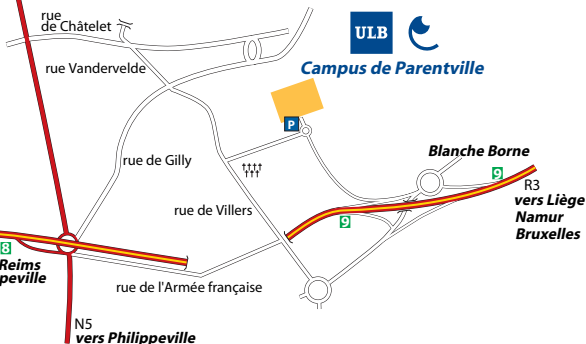 rue
de Châtelet
ULB
Campus de Parentville
rue Vandervelde
P
Blanche Borne
rue de Gilly
9
R3
vers Liège
Namur
Bruxelles
rue de Villers
9
8
Reims
peville
rue de l'Armée française
N5
vers Philippeville